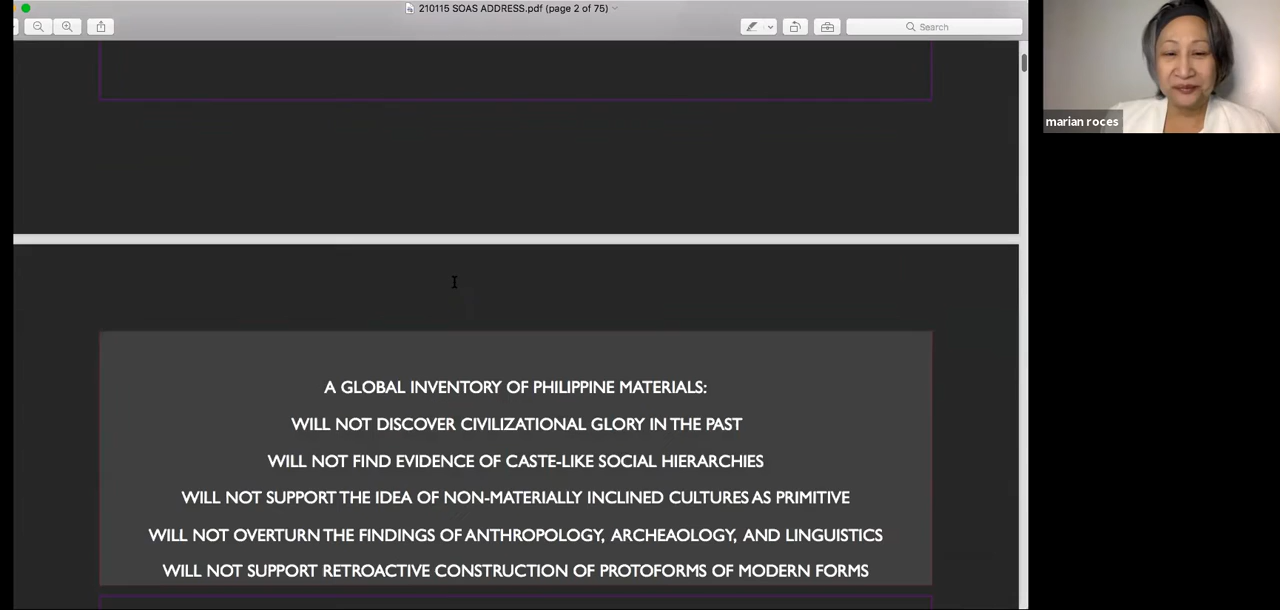 210115 SOAS ADDRESS.pdf (page 2 of 75)
Search
marian roces
A GLOBAL INVENTORY OF PHILIPPINE MATERIALS:
WILL NOT DISCOVER CIVILIZATIONAL GLORY IN THE PAST
WILL NOT FIND EVIDENCE OF CASTE-LIKE SOCIAL HIERARCHIES
WILL NOT SUPPORT THE IDEA OF NON-MATERIALLY INCLINED CULTURES AS PRIMITIVE
WILL NOT OVERTURN THE FINDINGS OF ANTHROPOLOGY, ARCHEAOLOGY, AND LINGUISTICS
WILL NOT SUPPORT RETROACTIVE CONSTRUCTION OF PROTOFORMS OF MODERN FORMS